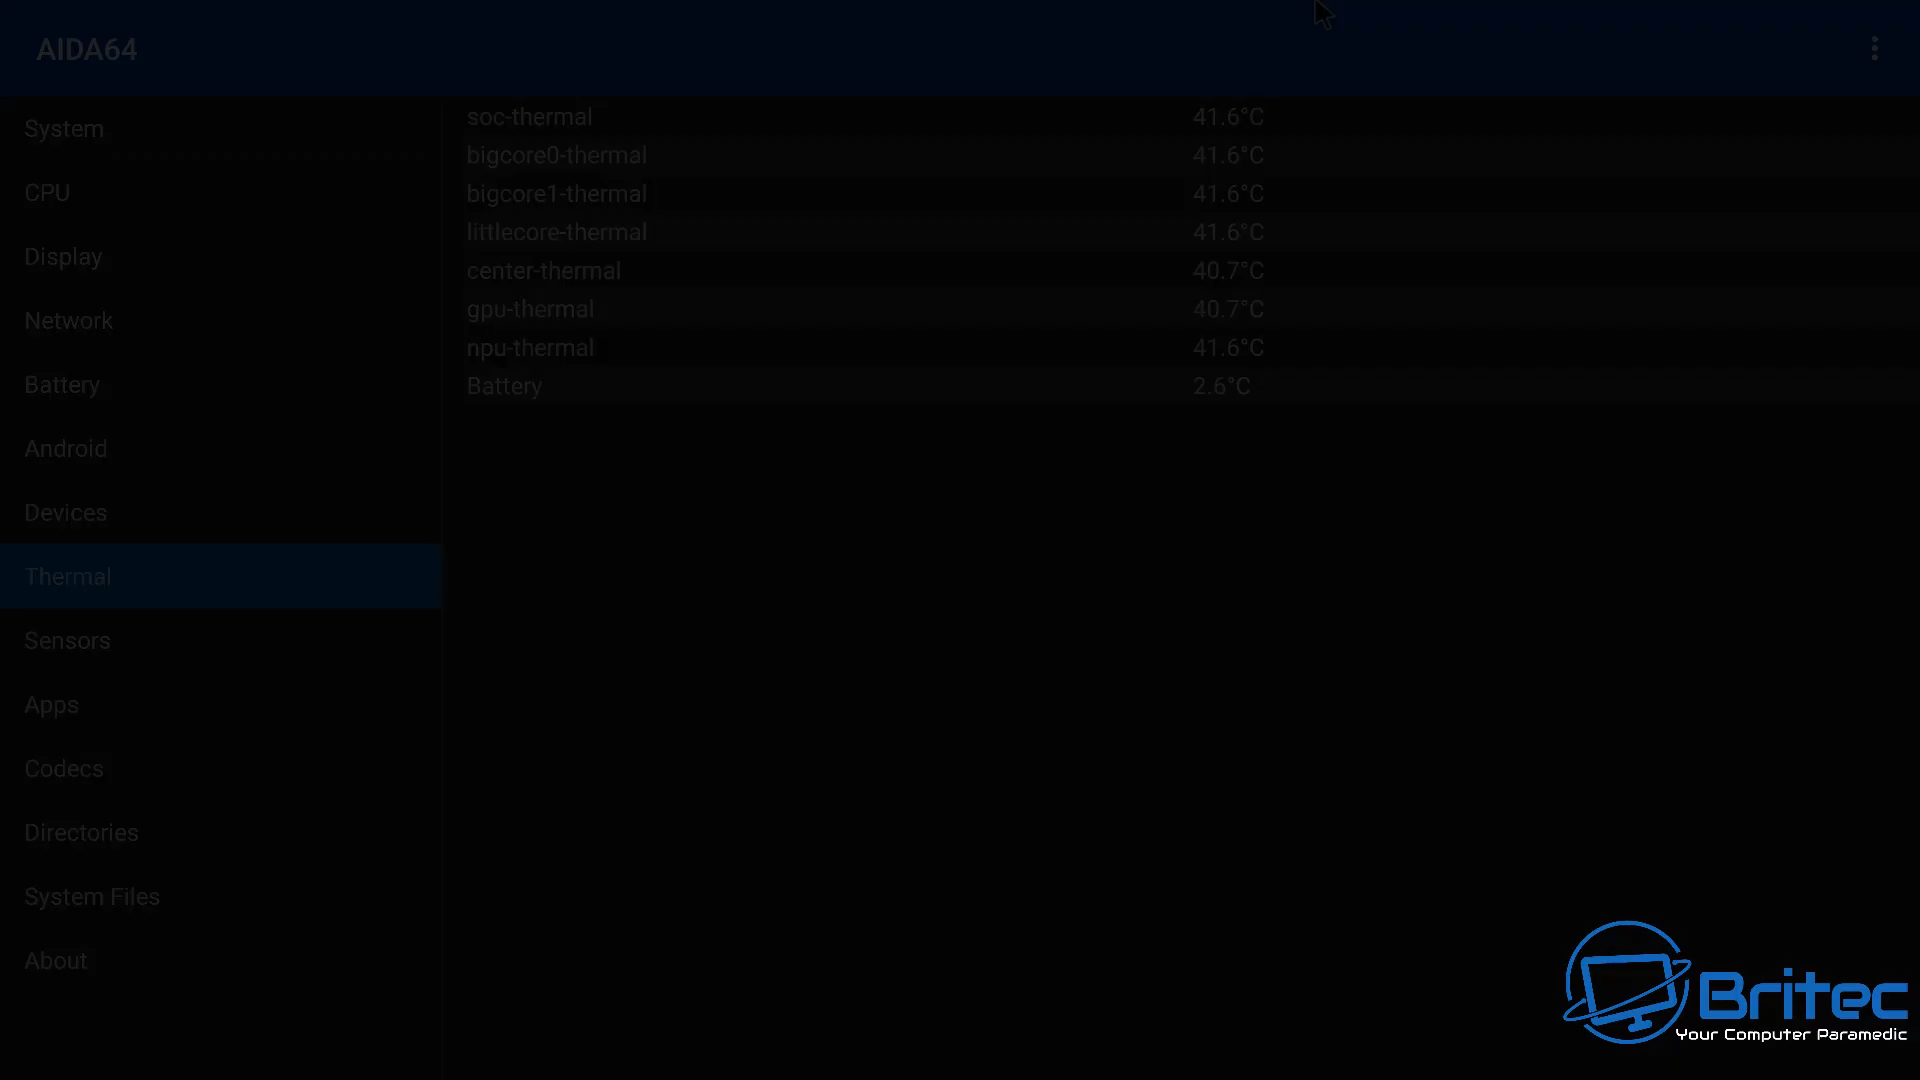 AIDA64
System
CPU
Display
Network
Battery
Android
Devices
Thermal
Sensors
Apps
Codecs
Directories
System Files
About
soc-thermal 41.6°C
bigcore0-thermal 41.6°C
bigcore1-thermal 41.6°C
littlecore-thermal 41.6°C
center-thermal 40.7°C
gpu-thermal 40.7°C
npu-thermal 41.6°C
Battery 2.6°C
Britec
Your Computer Paramedic